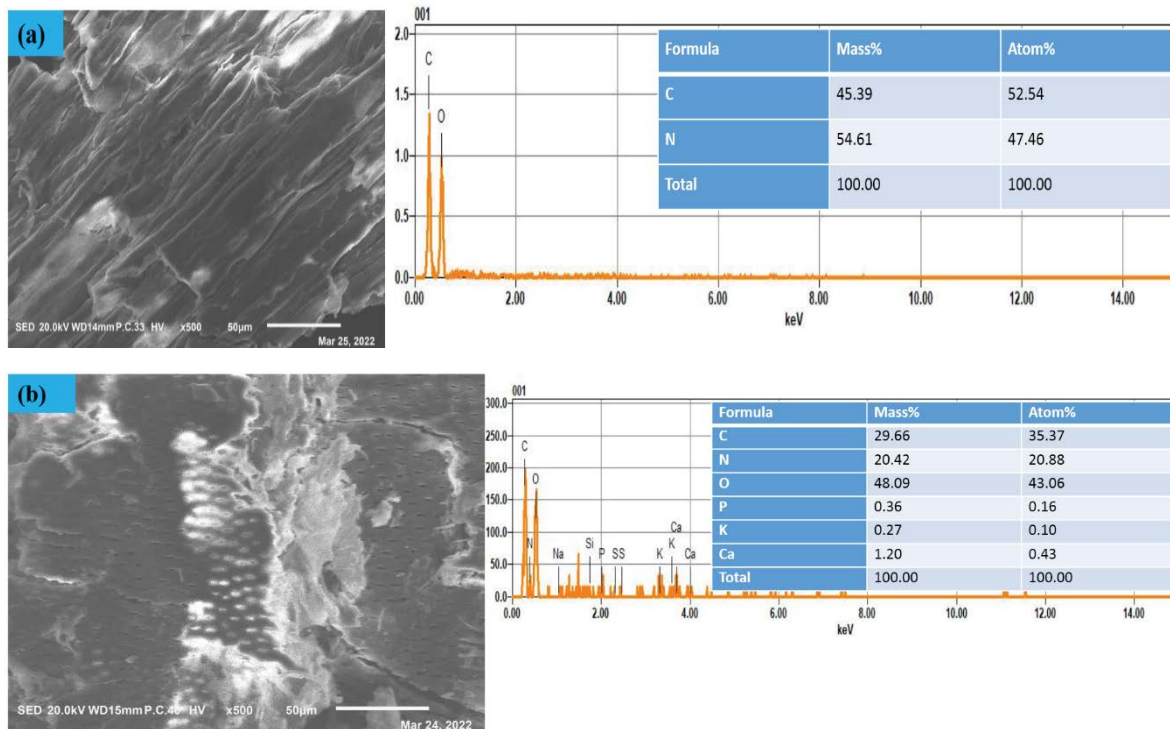 (a)
SED 20.0kV WD14mm P.C.33 HV x500 50µm
Mar 25, 2022
001
2.0
1.5
1.0
0.5
0.0
C
O
0.00 2.00 4.00 6.00 8.00 10.00 12.00 14.00
keV
Formula Mass% Atom%
C 45.39 52.54
N 54.61 47.46
Total 100.00 100.00
(b)
SED 20.0kV WD15mm P.C.40 HV x500 50µm
Mar 24, 2022
001
300.0
250.0
200.0
150.0
100.0
50.0
0.0
C
O
N Na Si P S S K K Ca Ca
0.00 2.00 4.00 6.00 8.00 10.00 12.00 14.00
keV
Formula Mass% Atom%
C 29.66 35.37
N 20.42 20.88
O 48.09 43.06
P 0.36 0.16
K 0.27 0.10
Ca 1.20 0.43
Total 100.00 100.00